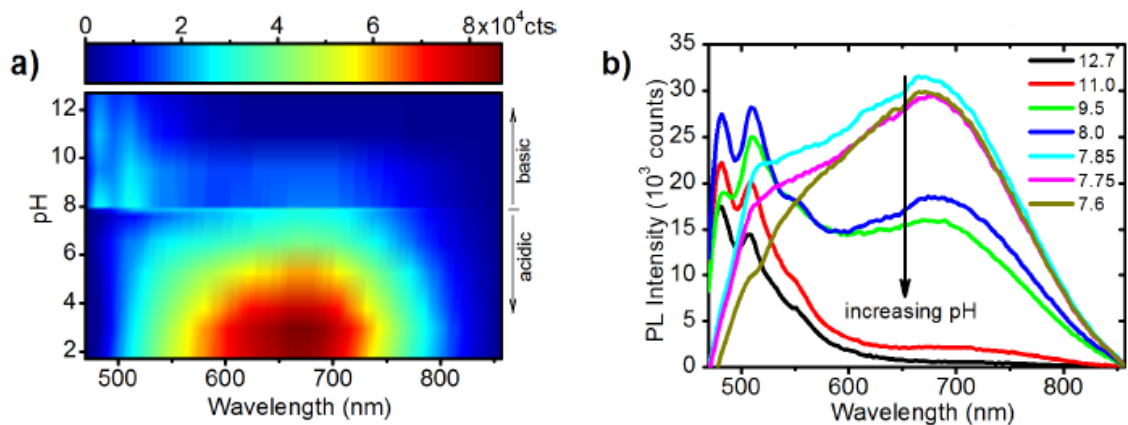 a)
0 2 4 6 8x10⁴cts
12
10
8
6
4
2
pH
basic
acidic
500 600 700 800
Wavelength (nm)
b)
35
30
25
20
15
10
5
0
PL Intensity (10³ counts)
12.7
11.0
9.5
8.0
7.85
7.75
7.6
increasing pH
500 600 700 800
Wavelength (nm)